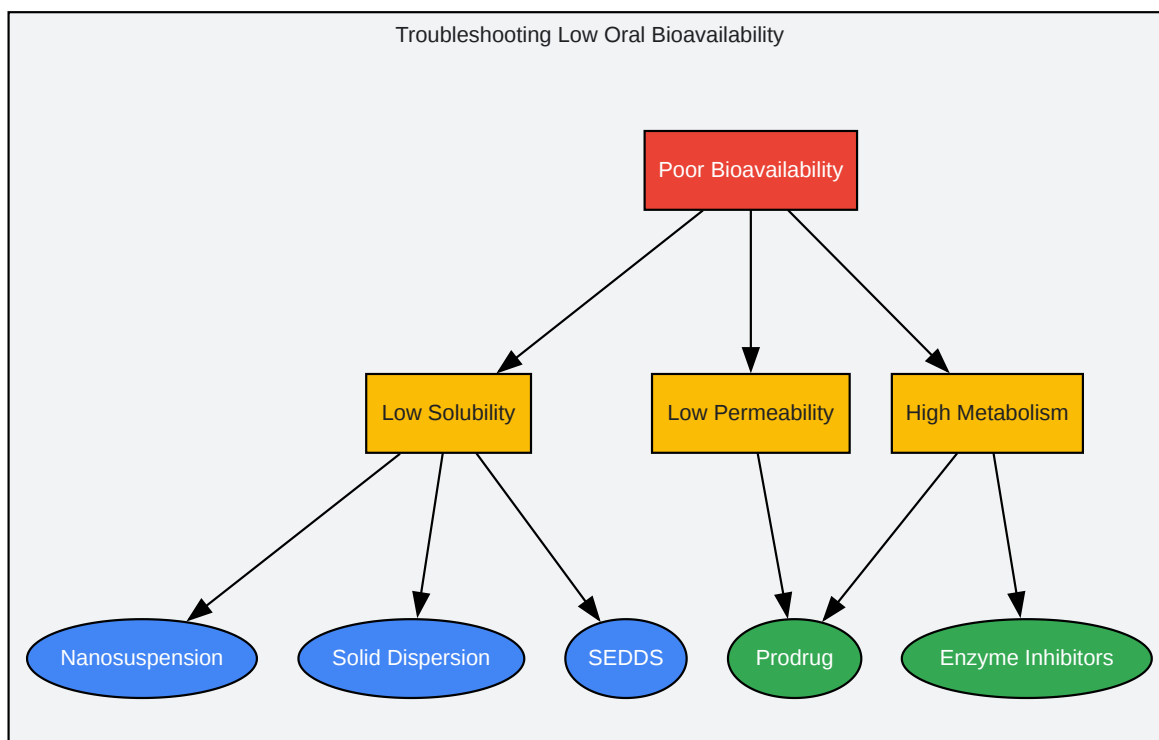 Troubleshooting Low Oral Bioavailability
Poor Bioavailability
Low Solubility
Low Permeability
High Metabolism
Nanosuspension
Solid Dispersion
SEDDS
Prodrug
Enzyme Inhibitors